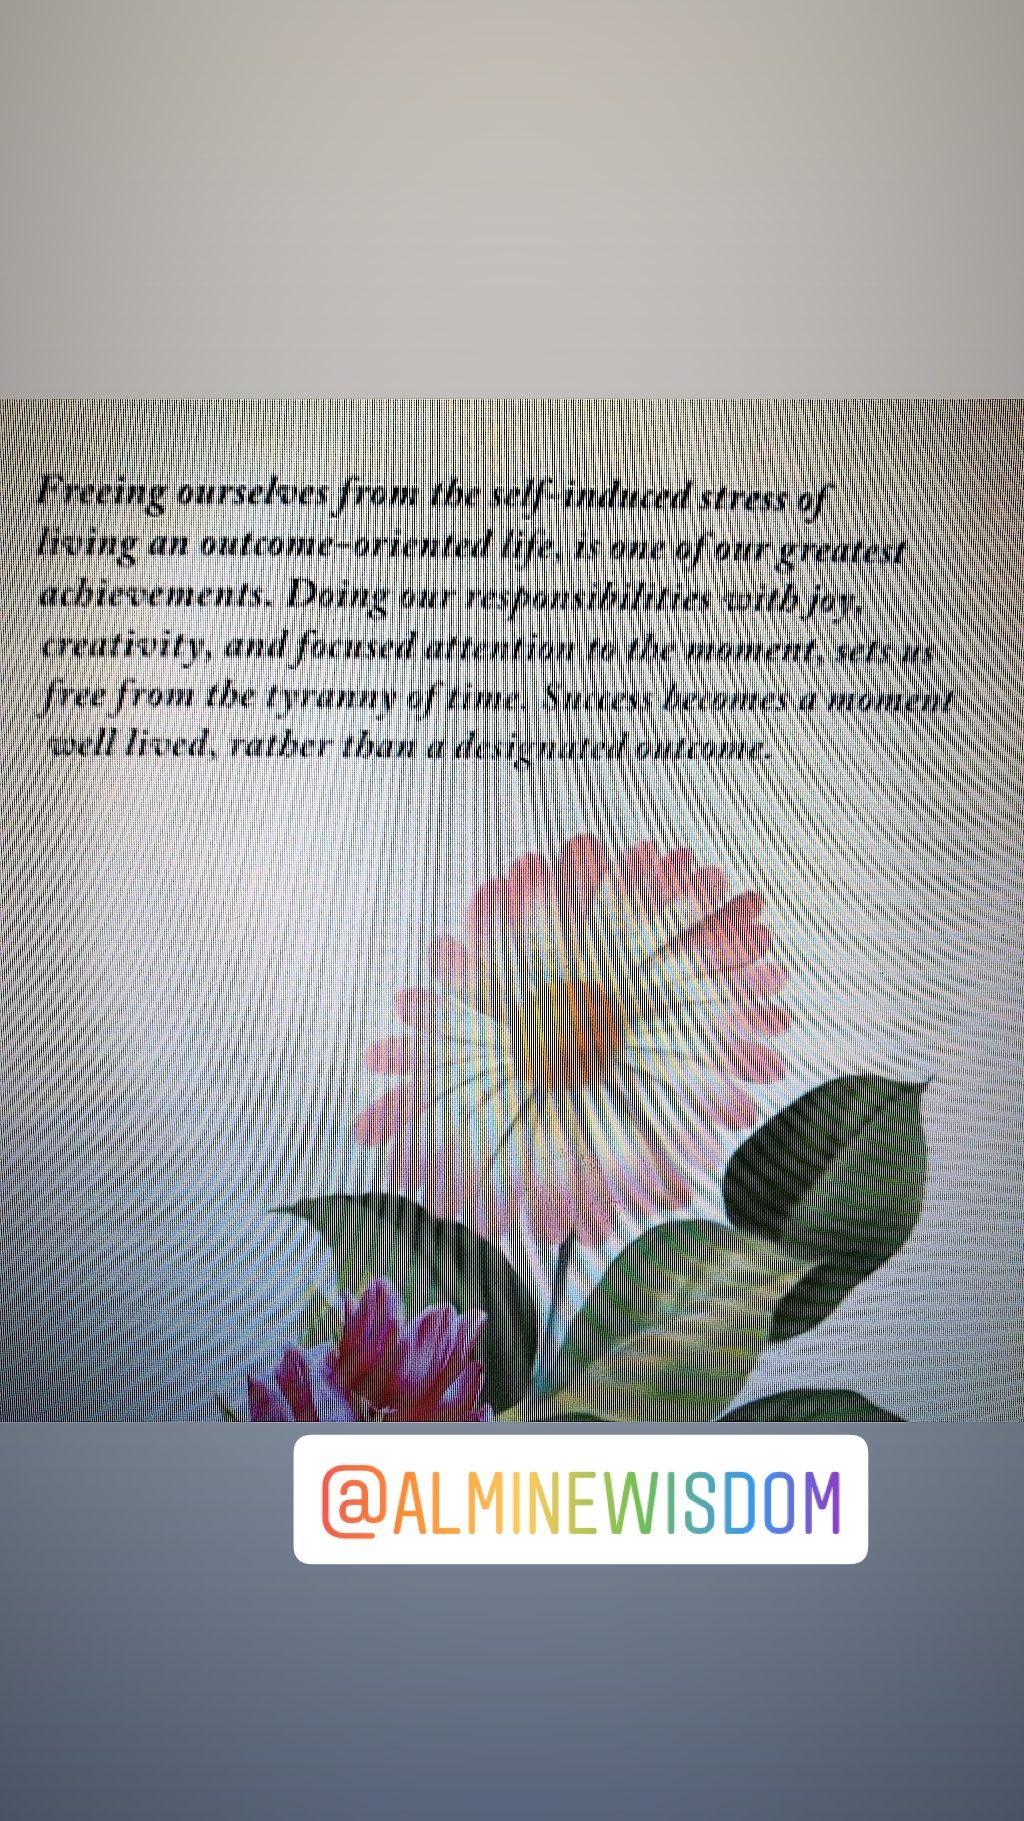 Freeing ourselves from the self-induced stress of
living an outcome-oriented life, is one of our greatest
achievements. Doing our responsibilities with joy,
creativity, and focused attention to the moment, sets us
free from the tyranny of time. Success becomes a moment
well lived, rather than a designated outcome.
@ALMINEWISDOM